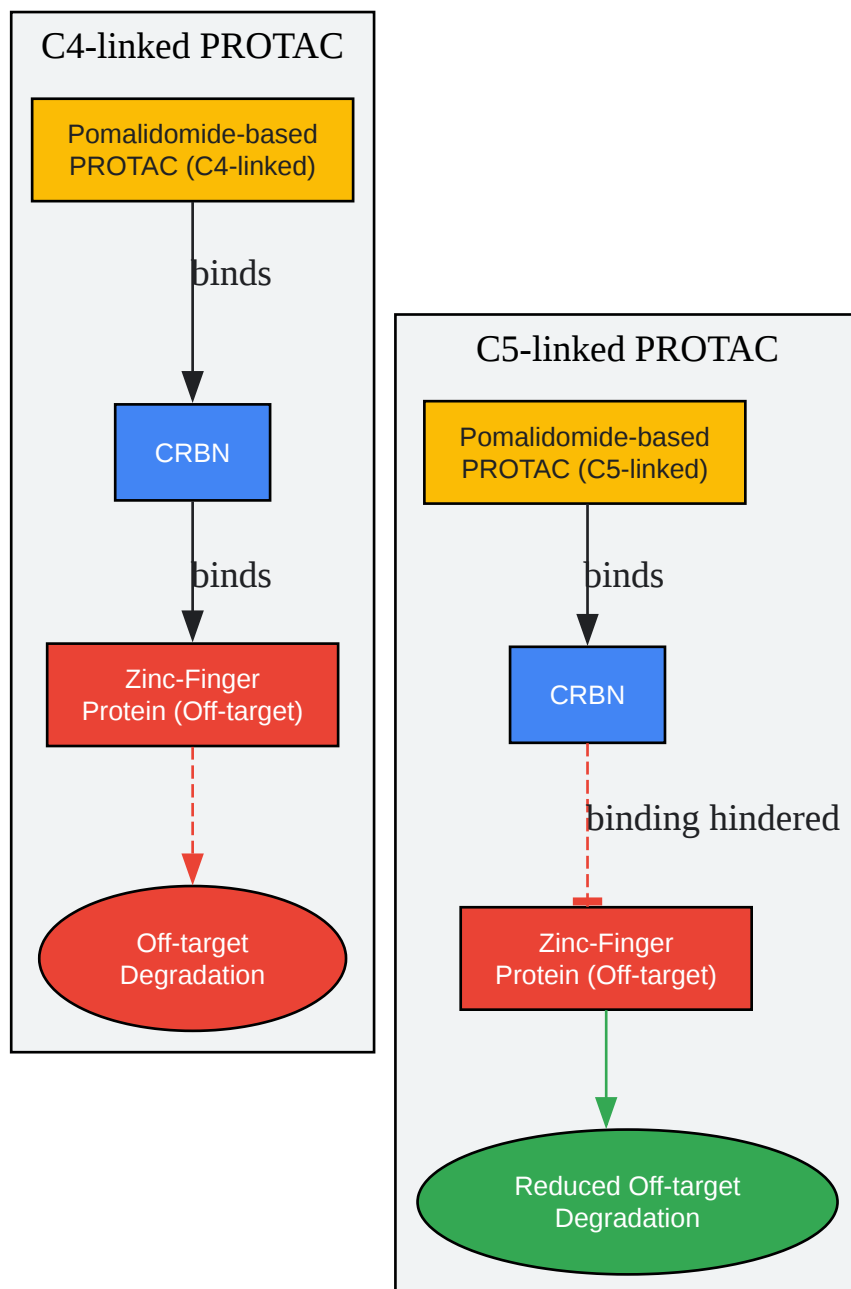 C4-linked PROTAC
Pomalidomide-based
PROTAC (C4-linked)
binds
CRBN
binds
Zinc-Finger
Protein (Off-target)
Off-target
Degradation
C5-linked PROTAC
Pomalidomide-based
PROTAC (C5-linked)
binds
CRBN
binding hindered
Zinc-Finger
Protein (Off-target)
Reduced Off-target
Degradation